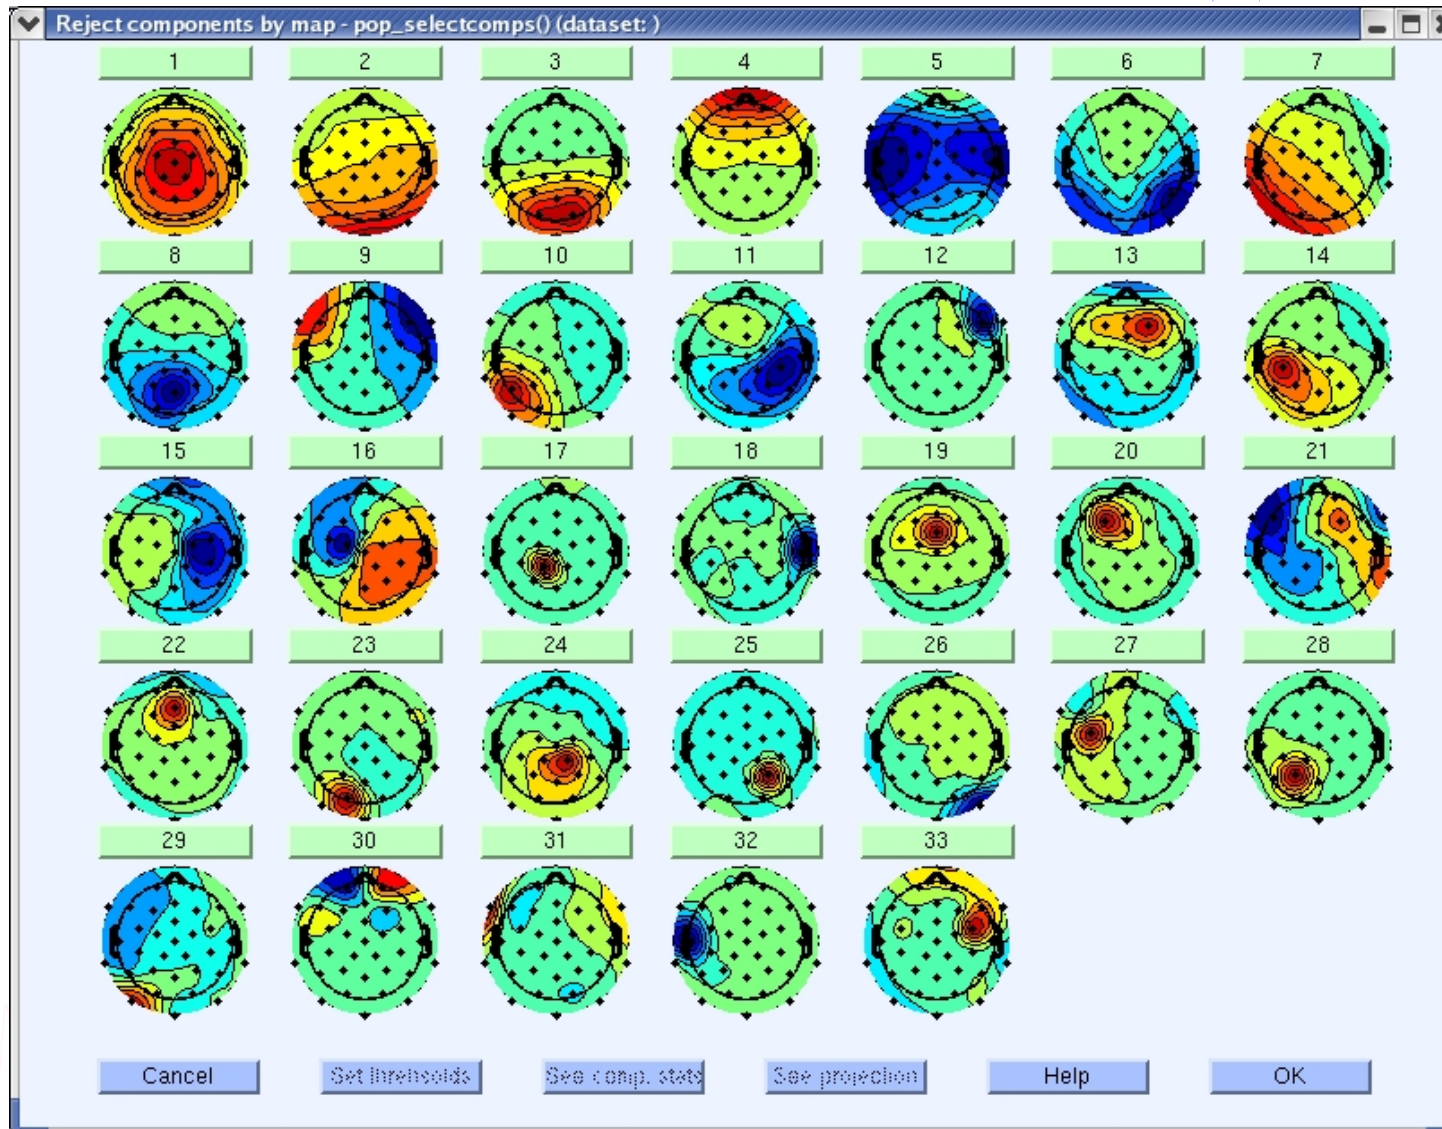 Reject components by map - pop_selectcomps() (dataset: )
1 2 3 4 5 6 7
8 9 10 11 12 13 14
15 16 17 18 19 20 21
22 23 24 25 26 27 28
29 30 31 32 33
Cancel Set threhsolds See comp. stats See projection Help OK